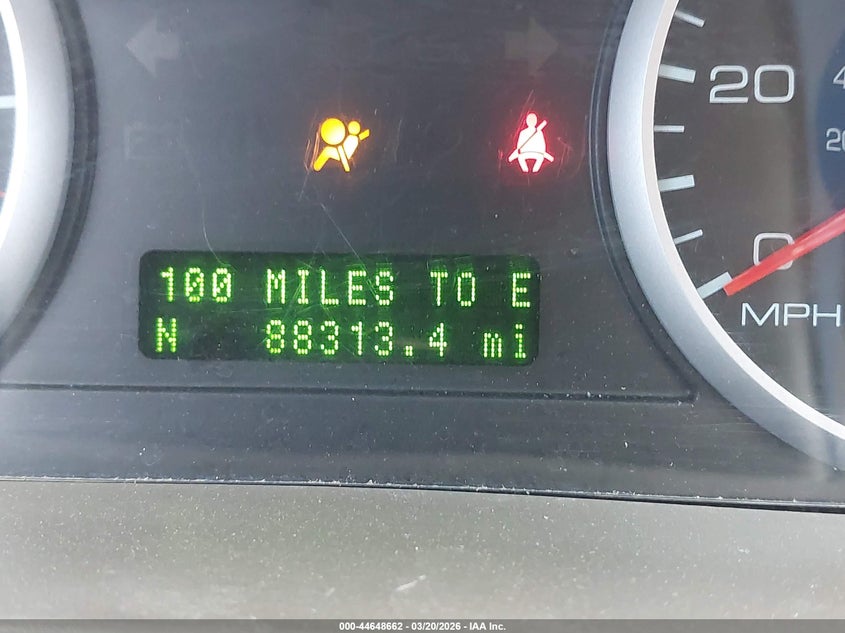 100 MILES TO E
N 88313.4 mi
20
0
MPH
000-44648662 — 03/20/2026 — IAA Inc.